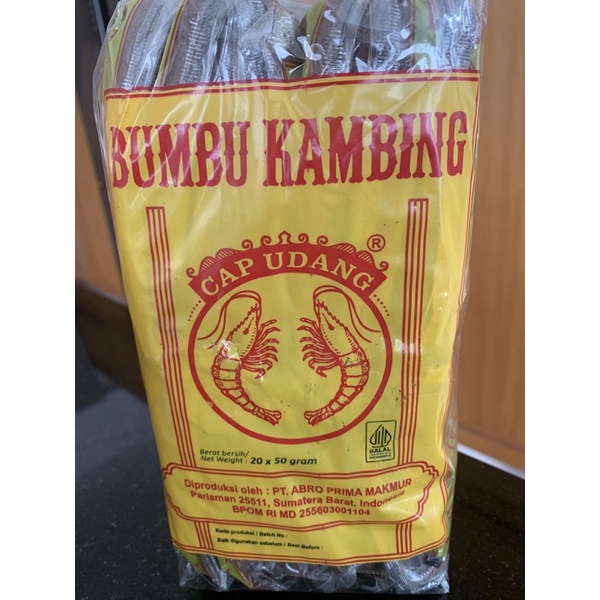 BUMBU KAMBING
CAP UDANG ®
Berat bersih/
Net Weight : 20 x 50 gram
HALAL
Diproduksi oleh : PT. ABRO PRIMA MAKMUR
Pariaman 25511, Sumatera Barat, Indonesia
BPOM RI MD 255603001104
Kode produksi / Batch No :
Baik digunakan sebelum / Best Before :